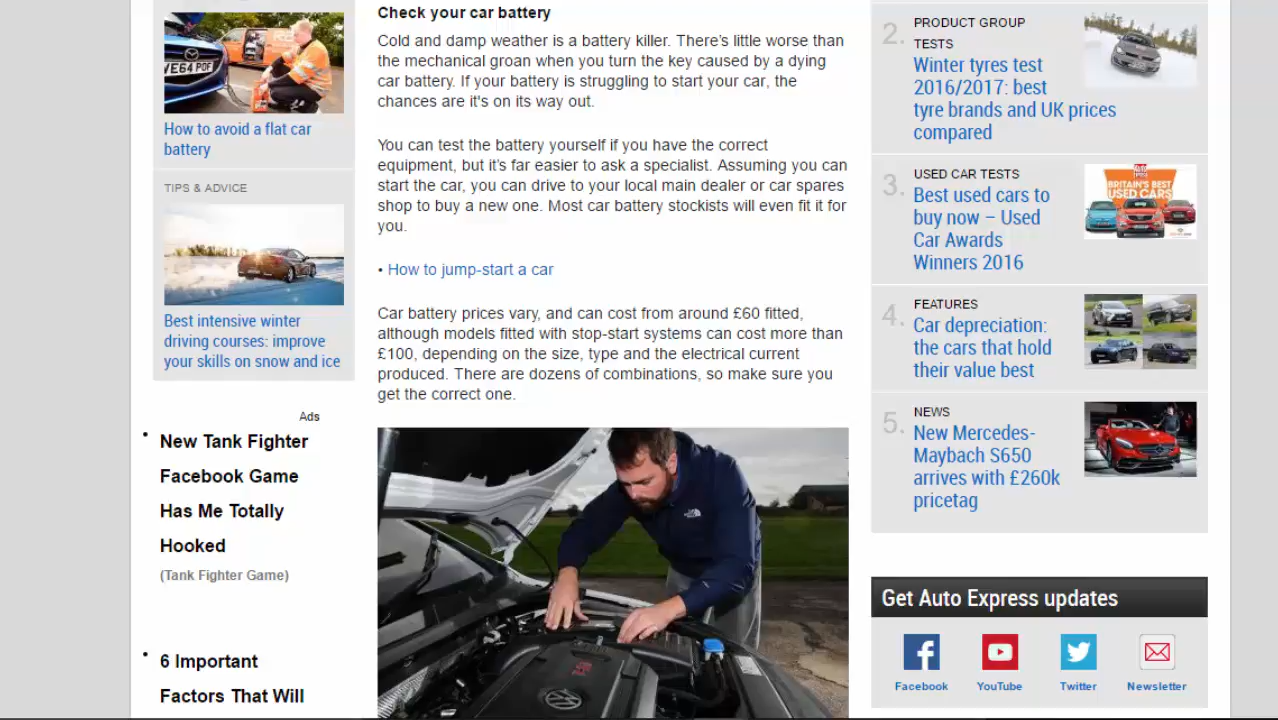 How to avoid a flat car
battery
TIPS & ADVICE
Best intensive winter
driving courses: improve
your skills on snow and ice
Ads
• New Tank Fighter
Facebook Game
Has Me Totally
Hooked
(Tank Fighter Game)
• 6 Important
Factors That Will
Check your car battery
Cold and damp weather is a battery killer. There's little worse than
the mechanical groan when you turn the key caused by a dying
car battery. If your battery is struggling to start your car, the
chances are it's on its way out.
You can test the battery yourself if you have the correct
equipment, but it's far easier to ask a specialist. Assuming you can
start the car, you can drive to your local main dealer or car spares
shop to buy a new one. Most car battery stockists will even fit it for
you.
• How to jump-start a car
Car battery prices vary, and can cost from around £60 fitted,
although models fitted with stop-start systems can cost more than
£100, depending on the size, type and the electrical current
produced. There are dozens of combinations, so make sure you
get the correct one.
2. PRODUCT GROUP
TESTS
Winter tyres test
2016/2017: best
tyre brands and UK prices
compared
3. USED CAR TESTS
Best used cars to
buy now – Used
Car Awards
Winners 2016
BRITAIN'S BEST
USED CARS
4. FEATURES
Car depreciation:
the cars that hold
their value best
5. NEWS
New Mercedes-
Maybach S650
arrives with £260k
pricetag
Get Auto Express updates
Facebook YouTube Twitter Newsletter